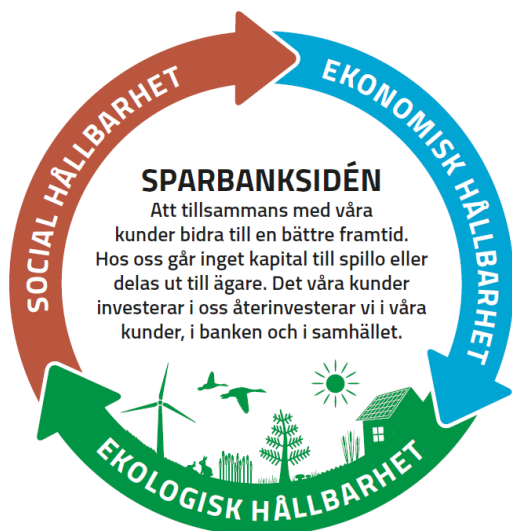 SOCIAL HÅLLBARHET
EKONOMISK HÅLLBARHET
SPARBANKSIDÉN
Att tillsammans med våra
kunder bidra till en bättre framtid.
Hos oss går inget kapital till spillo eller
delas ut till ägare. Det våra kunder
investerar i oss återinvesterar vi i våra
kunder, i banken och i samhället.
EKOLOGISK HÅLLBARHET